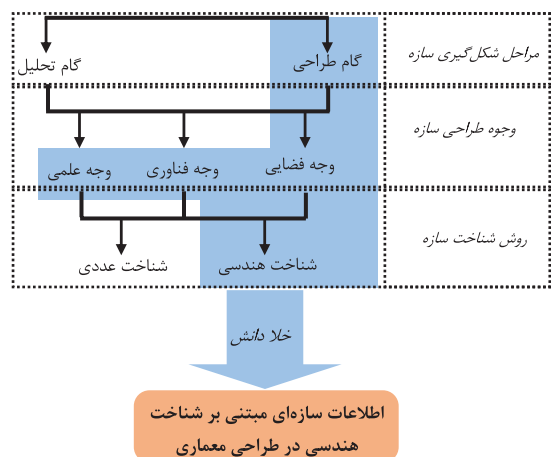 مراحل شکل‌گیری سازه
گام طراحی
گام تحلیل
وجوه طراحی سازه
وجه فضایی
وجه فناوری
وجه علمی
روش شناخت سازه
شناخت هندسی
شناخت عددی
خلا دانش
اطلاعات سازه‌ای مبتنی بر شناخت
هندسی در طراحی معماری